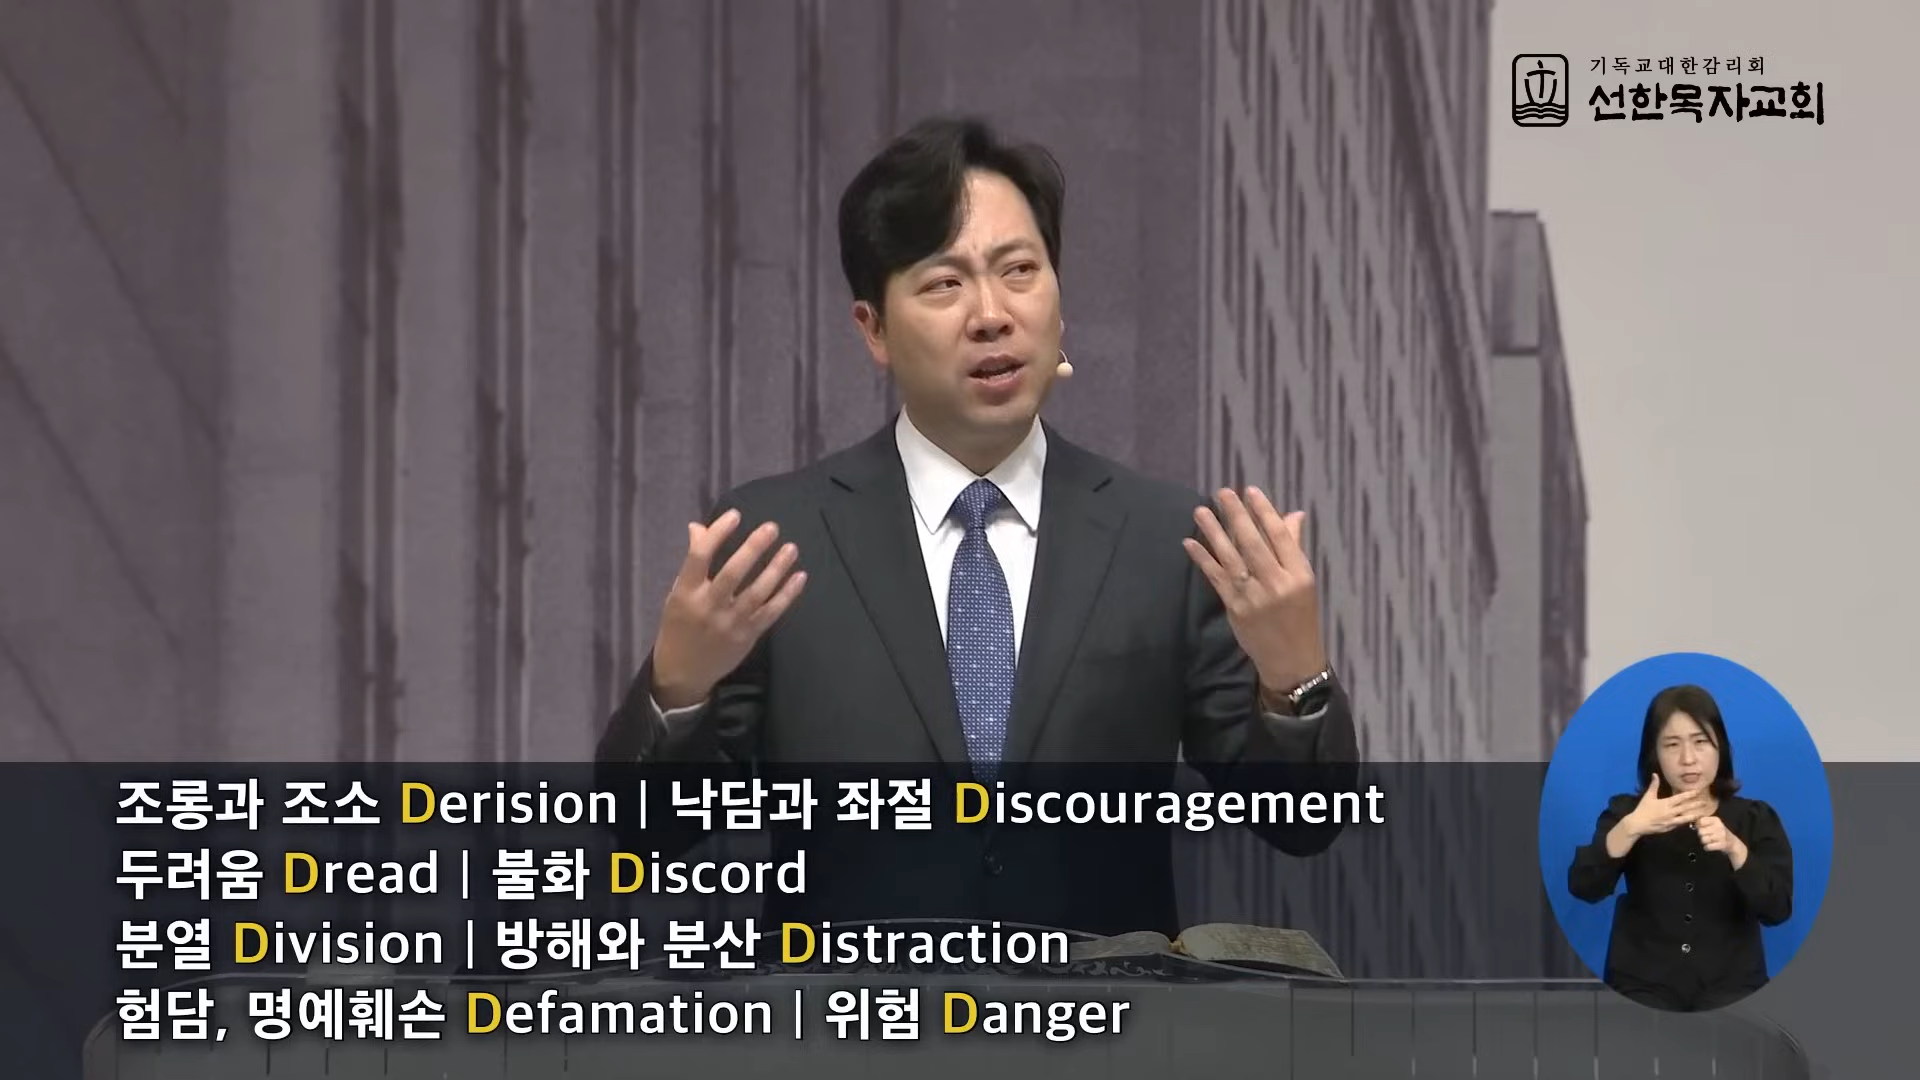 기독교대한감리회
선한목자교회
조롱과 조소 Derision | 낙담과 좌절 Discouragement
두려움 Dread | 불화 Discord
분열 Division | 방해와 분산 Distraction
험담, 명예훼손 Defamation | 위험 Danger